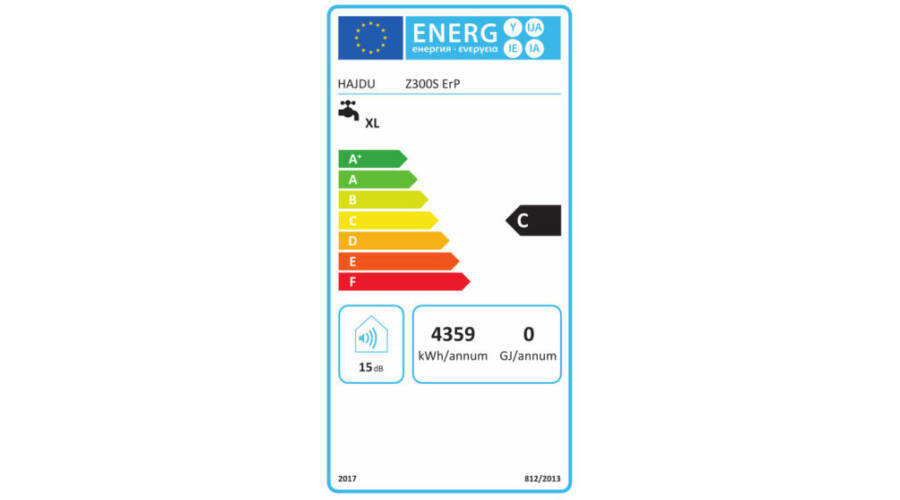 ENERG Y IJA
енергия · ενεργεια IE IA
HAJDU Z300S ErP
XL
A+
A
B
C
D
E
F
C
4359 0
kWh/annum GJ/annum
15 dB
2017 812/2013